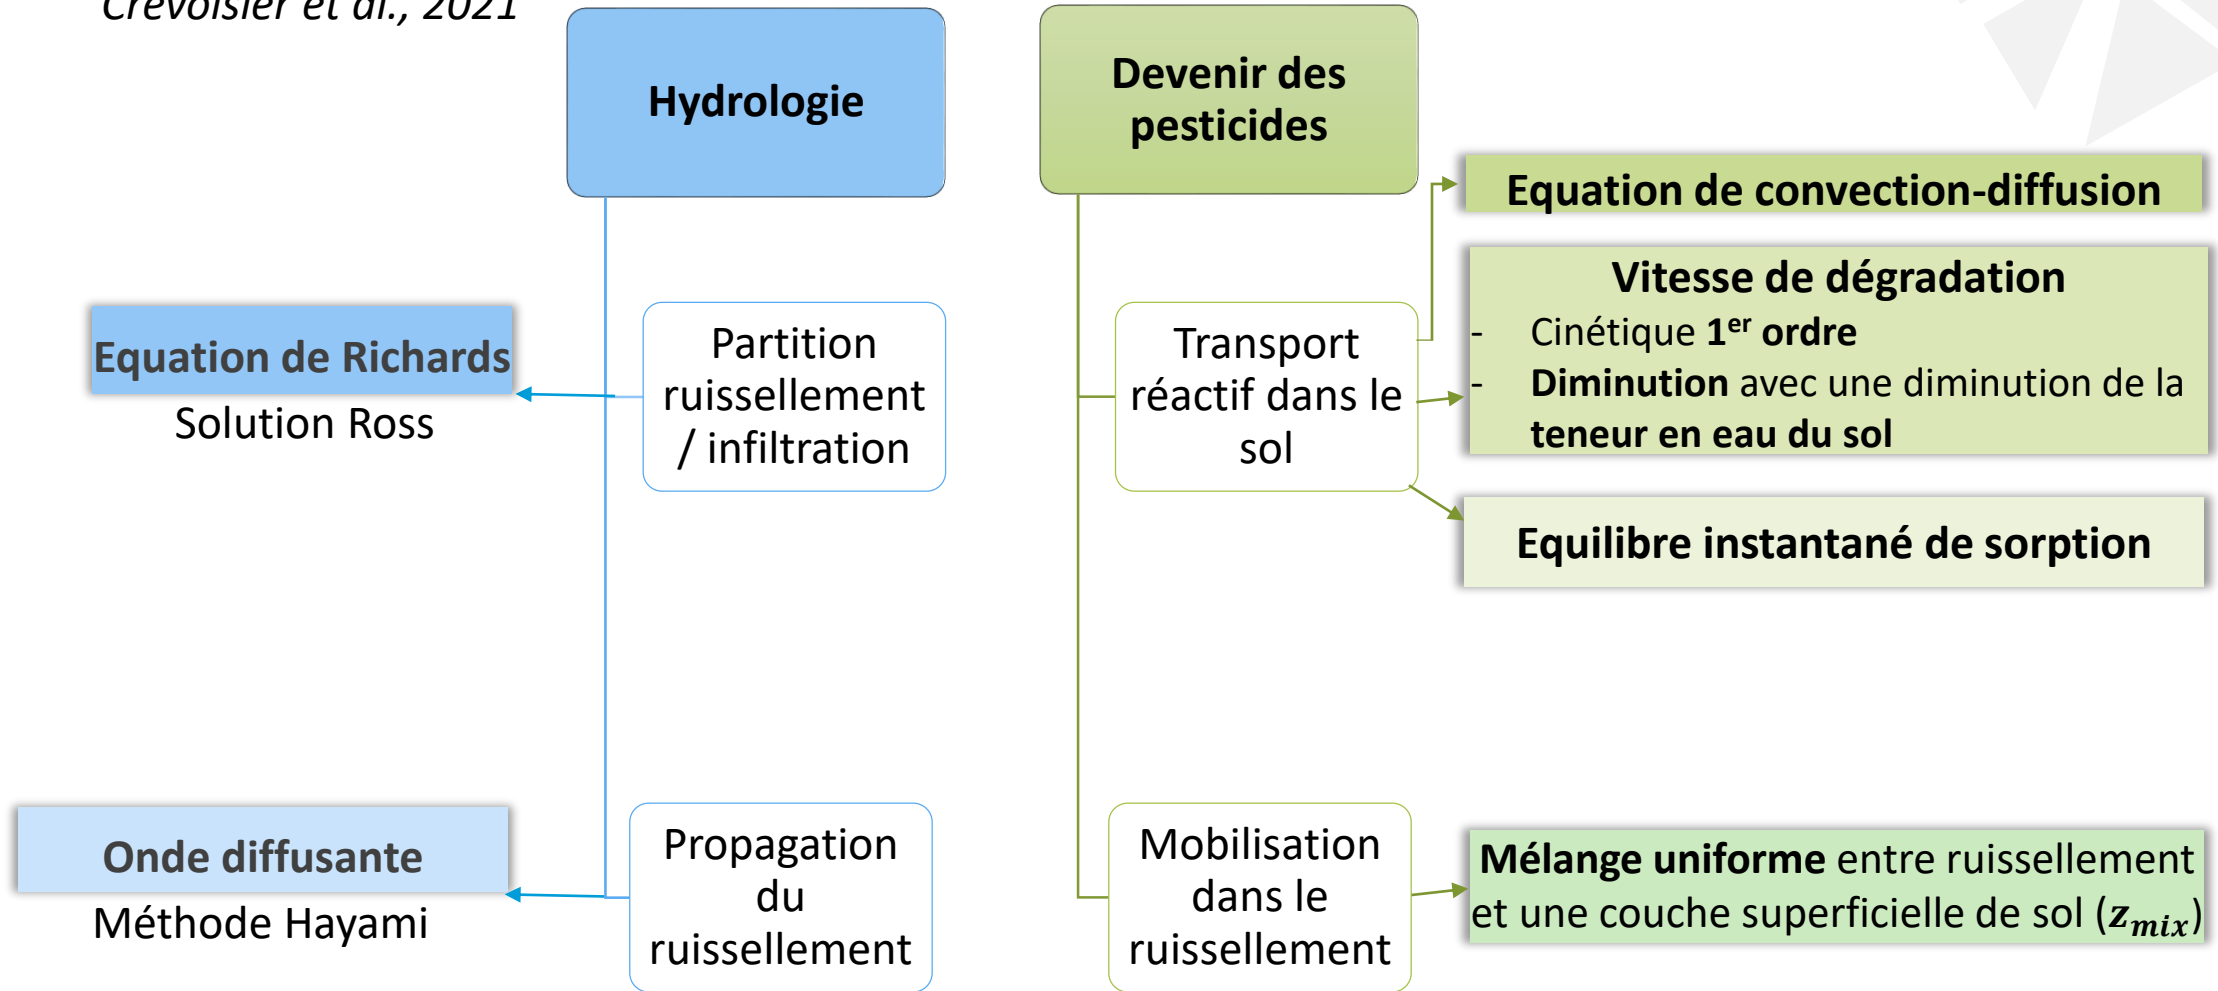 Crevoisier et al., 2021
Hydrologie
Equation de Richards
Solution Ross
Partition
ruissellement
/ infiltration
Onde diffusante
Méthode Hayami
Propagation
du
ruissellement
Devenir des
pesticides
Transport
réactif dans le
sol
Equation de convection-diffusion
Vitesse de dégradation
- Cinétique 1er ordre
- Diminution avec une diminution de la
teneur en eau du sol
Equilibre instantané de sorption
Mobilisation
dans le
ruissellement
Mélange uniforme entre ruissellement
et une couche superficielle de sol (z_mix)